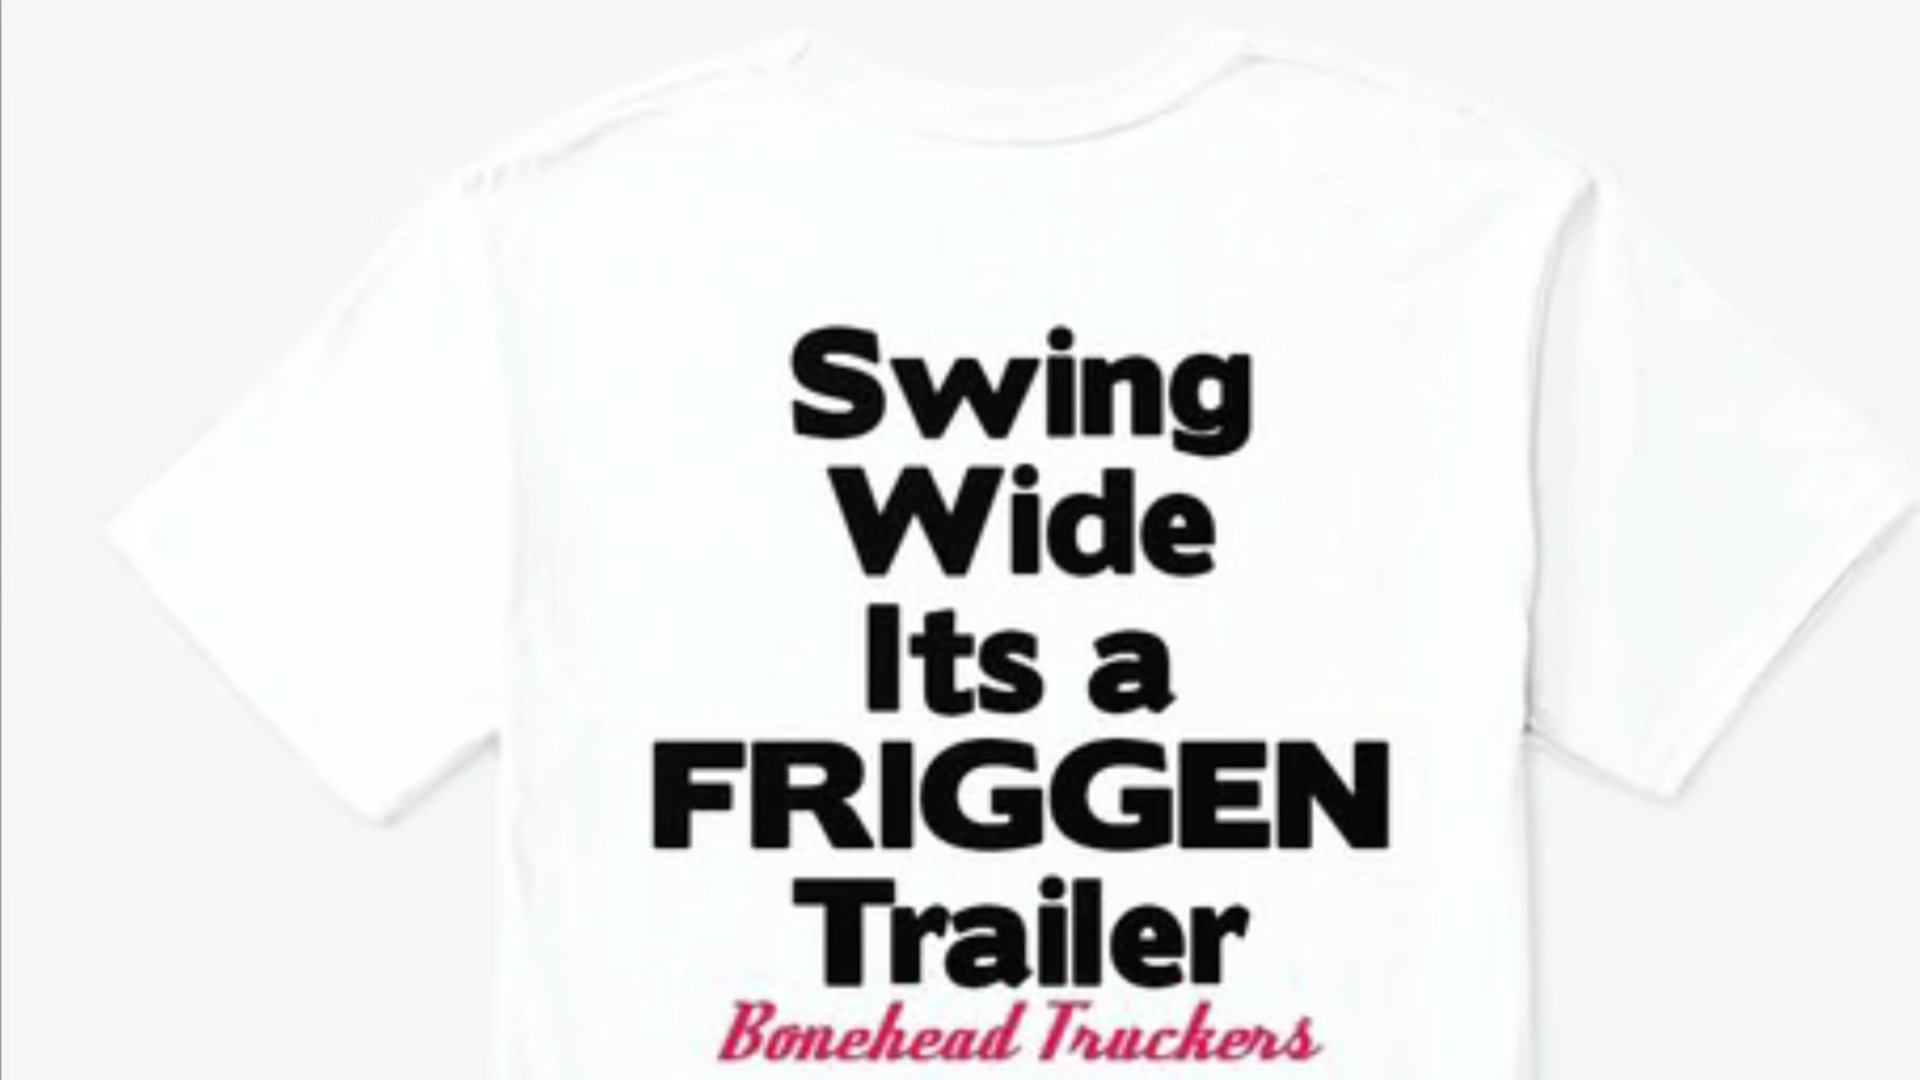 Swing
Wide
Its a
FRIGGEN
Trailer
Bonehead Truckers